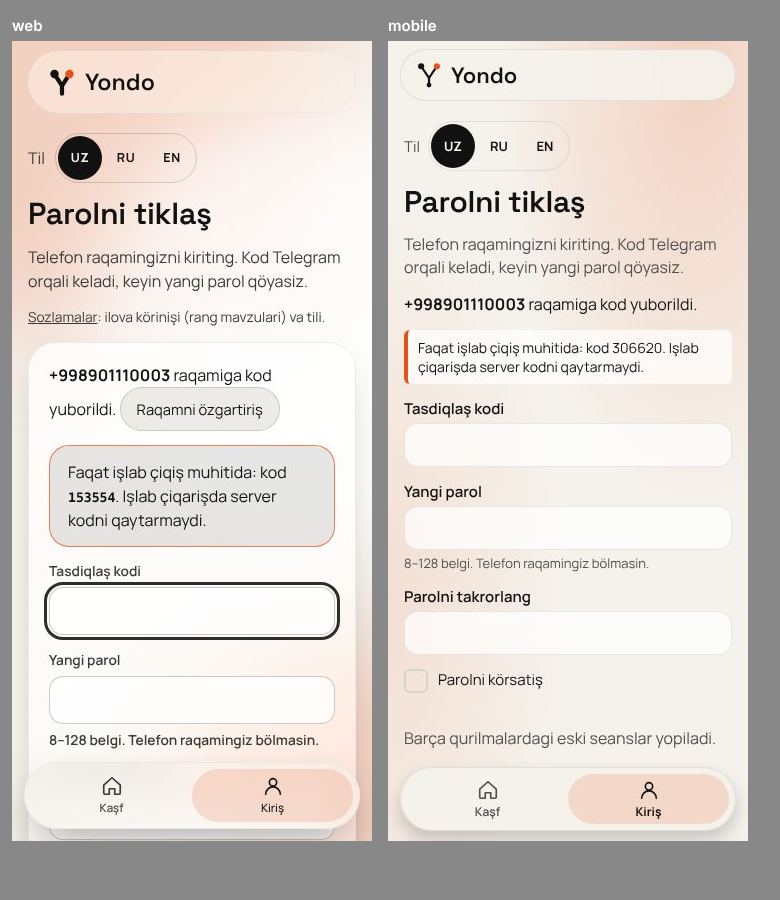 web
Yondo
Til
UZ
RU
EN
Parolni tiklaş
Telefon raqamingizni kiriting. Kod Telegram
orqali keladi, keyin yangi parol qöyasiz.
Sozlamalar: ilova körinişi (rang mavzulari) va tili.
+998901110003 raqamiga kod
yuborildi. Raqamni özgartiriş
Faqat işlab çiqiş muhitida: kod
153554. Işlab çiqarişda server
kodni qaytarmaydi.
Tasdiqlaş kodi
Yangi parol
8–128 belgi. Telefon raqamingiz bölmasin.
Kaşf
Kiriş
mobile
Yondo
Til
UZ
RU
EN
Parolni tiklaş
Telefon raqamingizni kiriting. Kod Telegram
orqali keladi, keyin yangi parol qöyasiz.
+998901110003 raqamiga kod yuborildi.
Faqat işlab çiqiş muhitida: kod 306620. Işlab
çiqarişda server kodni qaytarmaydi.
Tasdiqlaş kodi
Yangi parol
8–128 belgi. Telefon raqamingiz bölmasin.
Parolni takrorlang
Parolni körsatiş
Barça qurilmalardagi eski seanslar yopiladi.
Kaşf
Kiriş